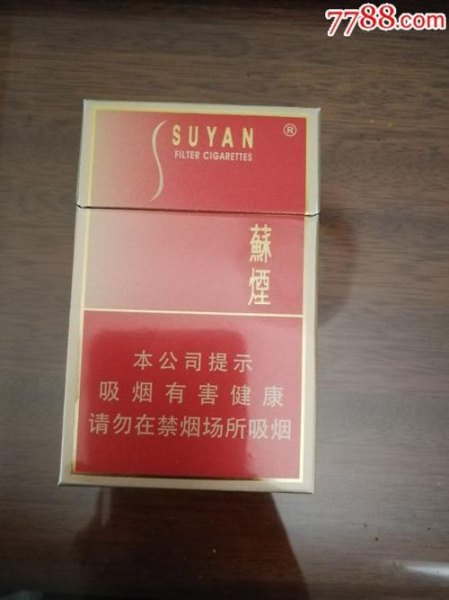 7788.com
SUYAN ®
FILTER CIGARETTES
蘇
煙
本公司提示
吸烟有害健康
请勿在禁烟场所吸烟